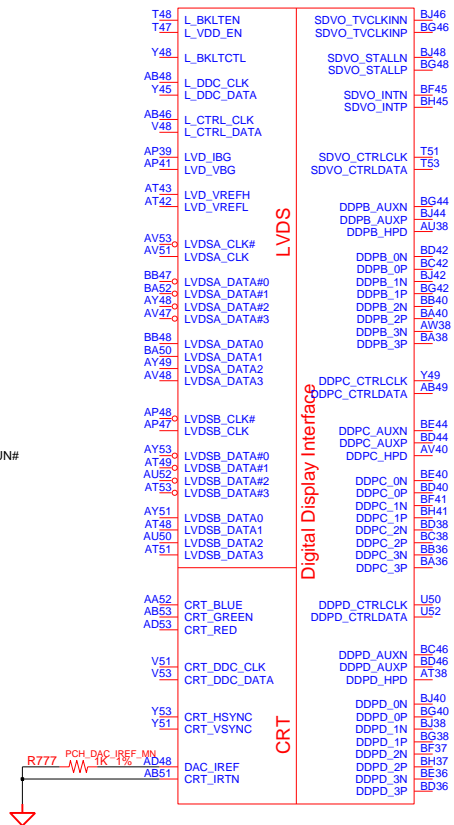 T48 L_BKLTEN
T47 L_VDD_EN
Y48 L_BKLTCTL
AB48 L_DDC_CLK
Y45 L_DDC_DATA
AB46 L_CTRL_CLK
V48 L_CTRL_DATA
AP39 LVD_IBG
AP41 LVD_VBG
AT43 LVD_VREFH
AT42 LVD_VREFL
AV53 LVDSA_CLK#
AV51 LVDSA_CLK
BB47 LVDSA_DATA#0
BA52 LVDSA_DATA#1
AY48 LVDSA_DATA#2
AV47 LVDSA_DATA#3
BB48 LVDSA_DATA0
BA50 LVDSA_DATA1
AY49 LVDSA_DATA2
AV48 LVDSA_DATA3
AP48 LVDSB_CLK#
AP47 LVDSB_CLK
UN#
AY53 LVDSB_DATA#0
AT49 LVDSB_DATA#1
AU52 LVDSB_DATA#2
AT53 LVDSB_DATA#3
AY51 LVDSB_DATA0
AT48 LVDSB_DATA1
AU50 LVDSB_DATA2
AT51 LVDSB_DATA3
AA52 CRT_BLUE
AB53 CRT_GREEN
AD53 CRT_RED
V51 CRT_DDC_CLK
V53 CRT_DDC_DATA
Y53 CRT_HSYNC
Y51 CRT_VSYNC
PCH_DAC_IREF_MN
R777 1K 1% AD48 DAC_IREF
AB51 CRT_IRTN
LVDS
Digital Display Interface
CRT
SDVO_TVCLKINN BJ46
SDVO_TVCLKINP BG46
SDVO_STALLN BJ48
SDVO_STALLP BG48
SDVO_INTN BF45
SDVO_INTP BH45
SDVO_CTRLCLK T51
SDVO_CTRLDATA T53
DDPB_AUXN BG44
DDPB_AUXP BJ44
DDPB_HPD AU38
DDPB_0N BD42
DDPB_0P BC42
DDPB_1N BJ42
DDPB_1P BG42
DDPB_2N BB40
DDPB_2P BA40
DDPB_3N AW38
DDPB_3P BA38
DDPC_CTRLCLK Y49
DDPC_CTRLDATA AB49
DDPC_AUXN BE44
DDPC_AUXP BD44
DDPC_HPD AV40
DDPC_0N BE40
DDPC_0P BD40
DDPC_1N BF41
DDPC_1P BH41
DDPC_2N BD38
DDPC_2P BC38
DDPC_3N BB36
DDPC_3P BA36
DDPD_CTRLCLK U50
DDPD_CTRLDATA U52
DDPD_AUXN BC46
DDPD_AUXP BD46
DDPD_HPD AT38
DDPD_0N BJ40
DDPD_0P BG40
DDPD_1N BJ38
DDPD_1P BG38
DDPD_2N BF37
DDPD_2P BH37
DDPD_3N BE36
DDPD_3P BD36